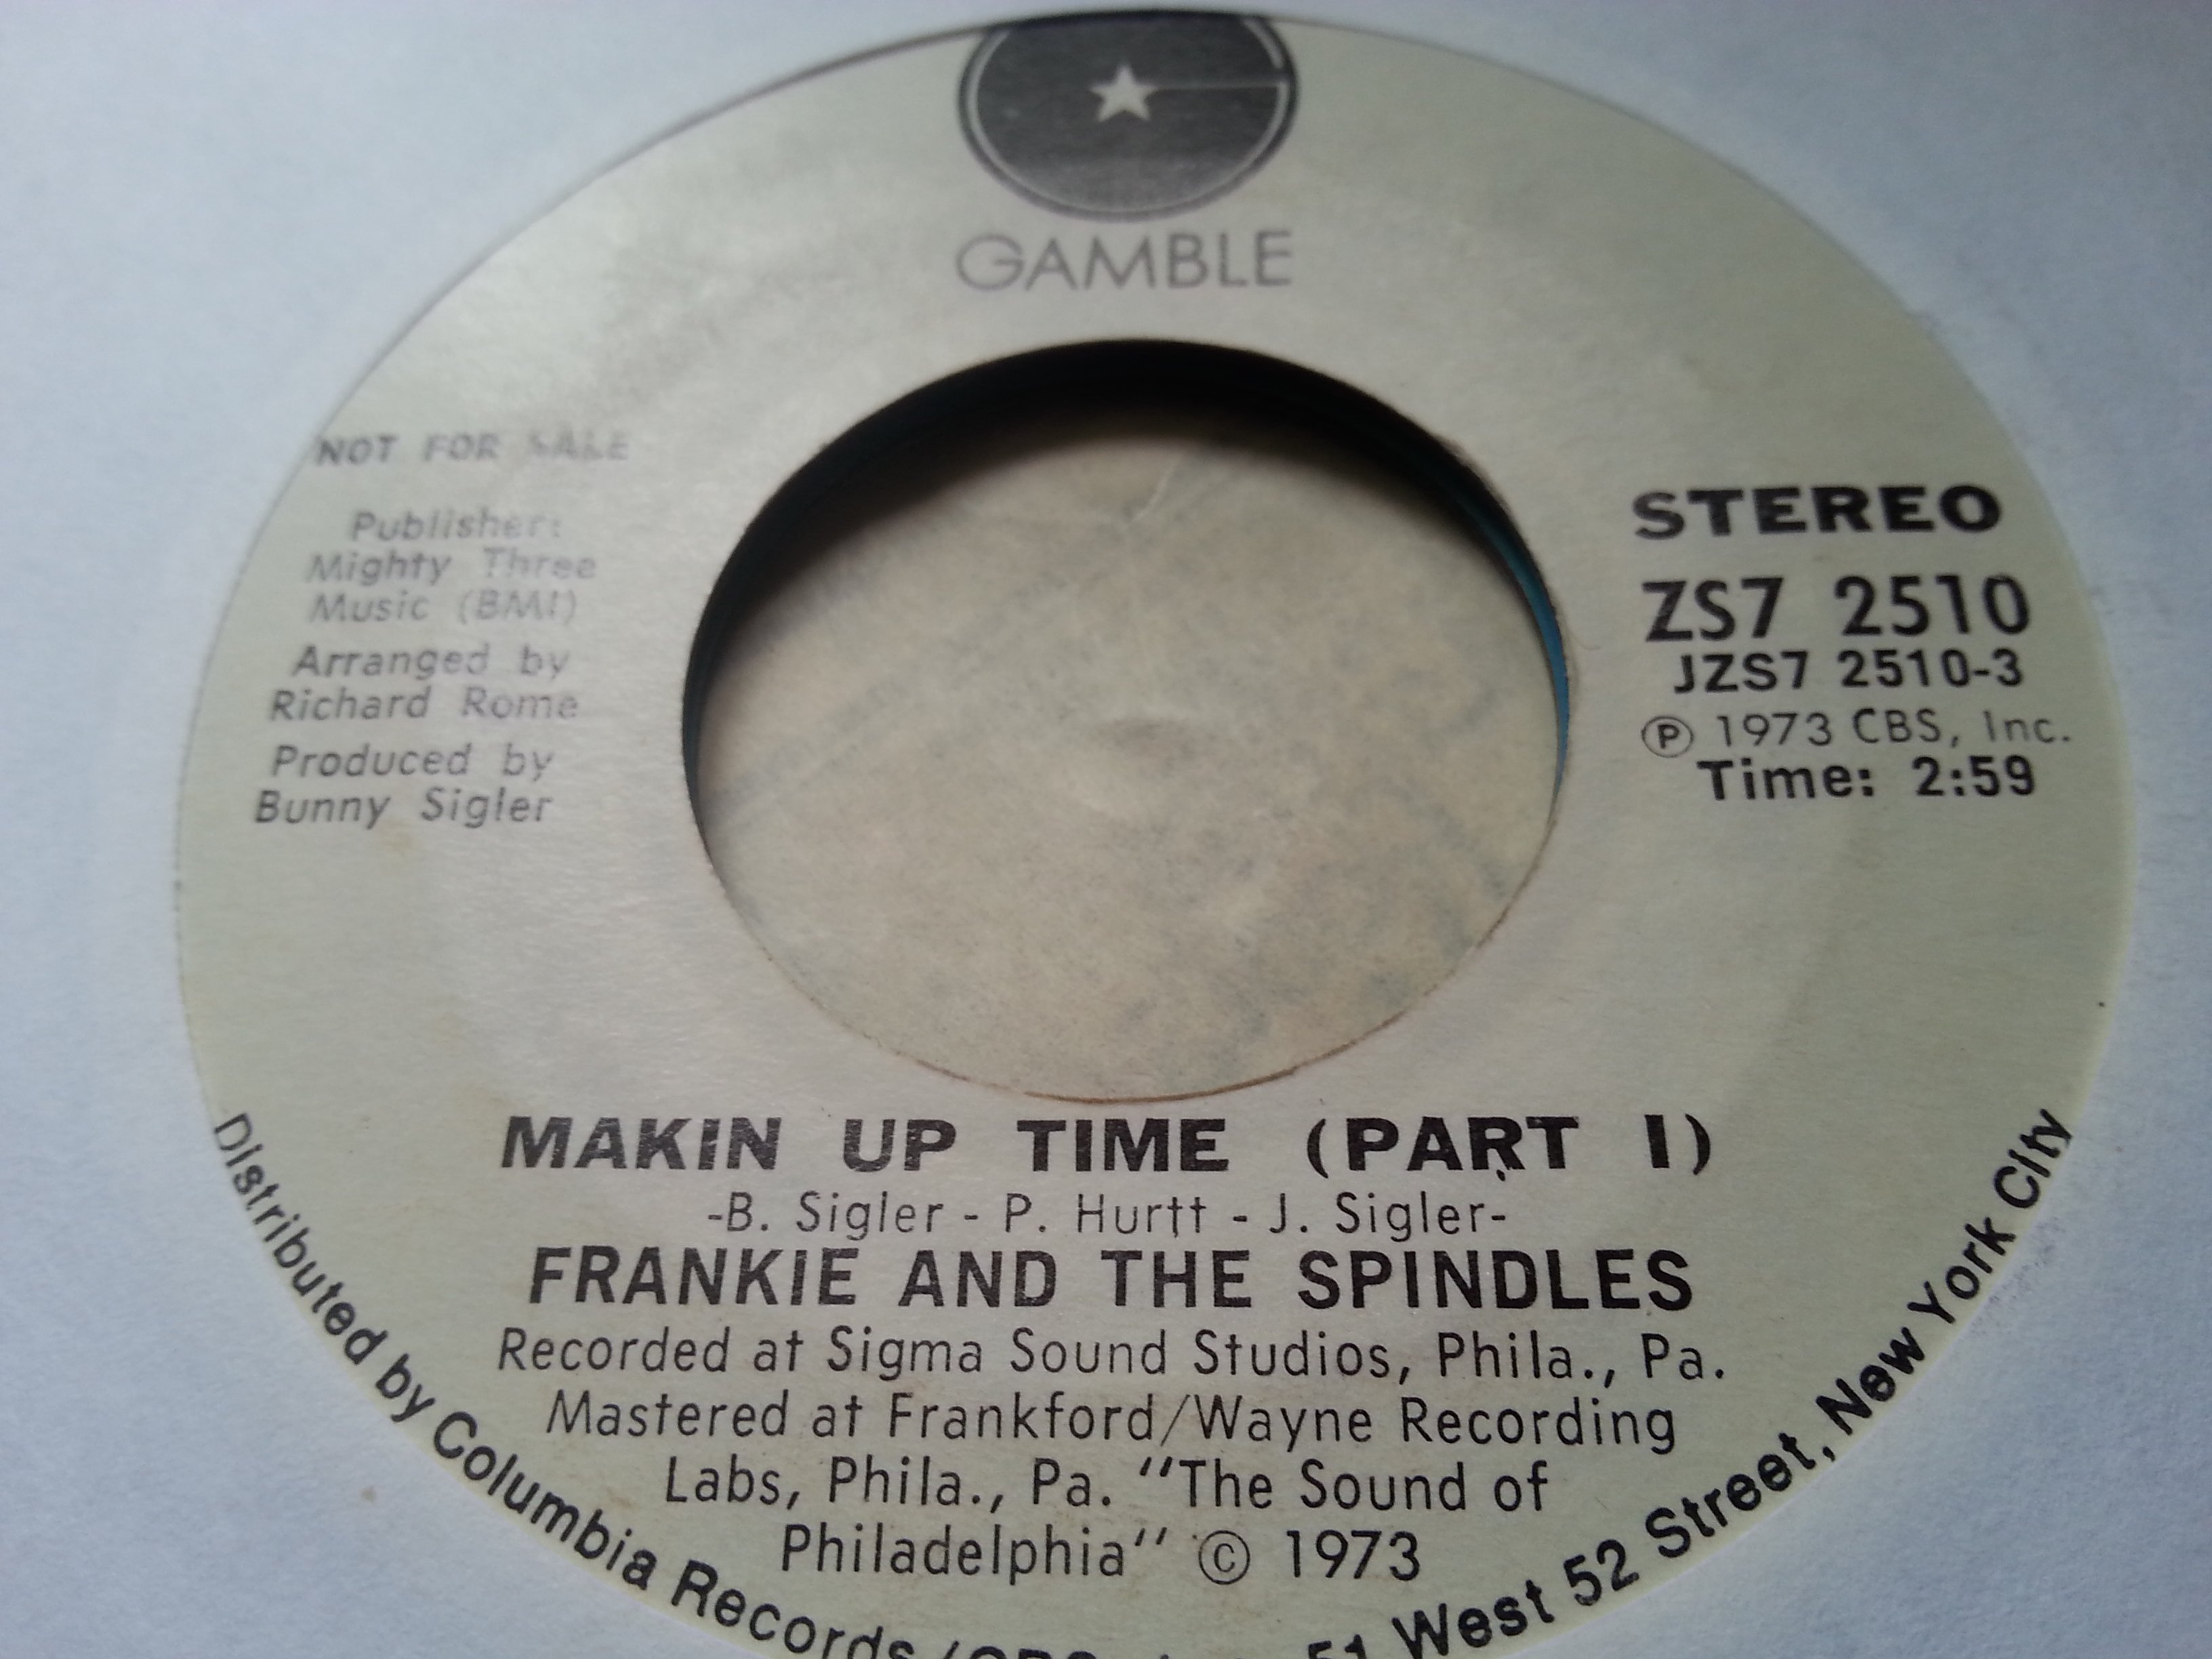 GAMBLE
NOT FOR SALE
Publisher:
Mighty Three
Music (BMI)
Arranged by
Richard Rome
Produced by
Bunny Sigler
STEREO
ZS7 2510
JZS7 2510-3
Ⓟ 1973 CBS, Inc.
Time: 2:59
MAKIN UP TIME (PART I)
-B. Sigler - P. Hurtt - J. Sigler-
FRANKIE AND THE SPINDLES
Recorded at Sigma Sound Studios, Phila., Pa.
Mastered at Frankford/Wayne Recording
Labs, Phila., Pa. "The Sound of
Philadelphia" © 1973
Distributed by Columbia Records/CBS 51 West 52 Street, New York City